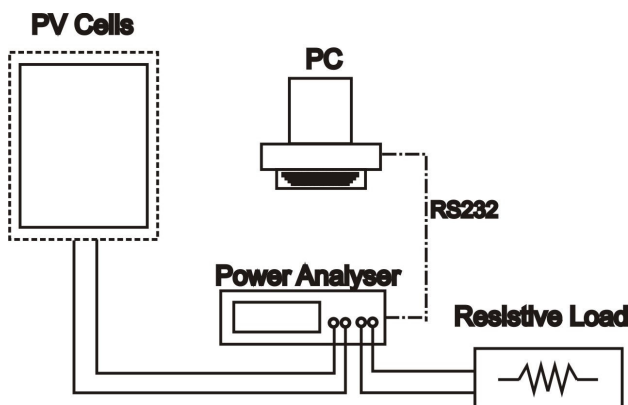 PV Cells
PC
RS232
Power Analyser
Resistive Load